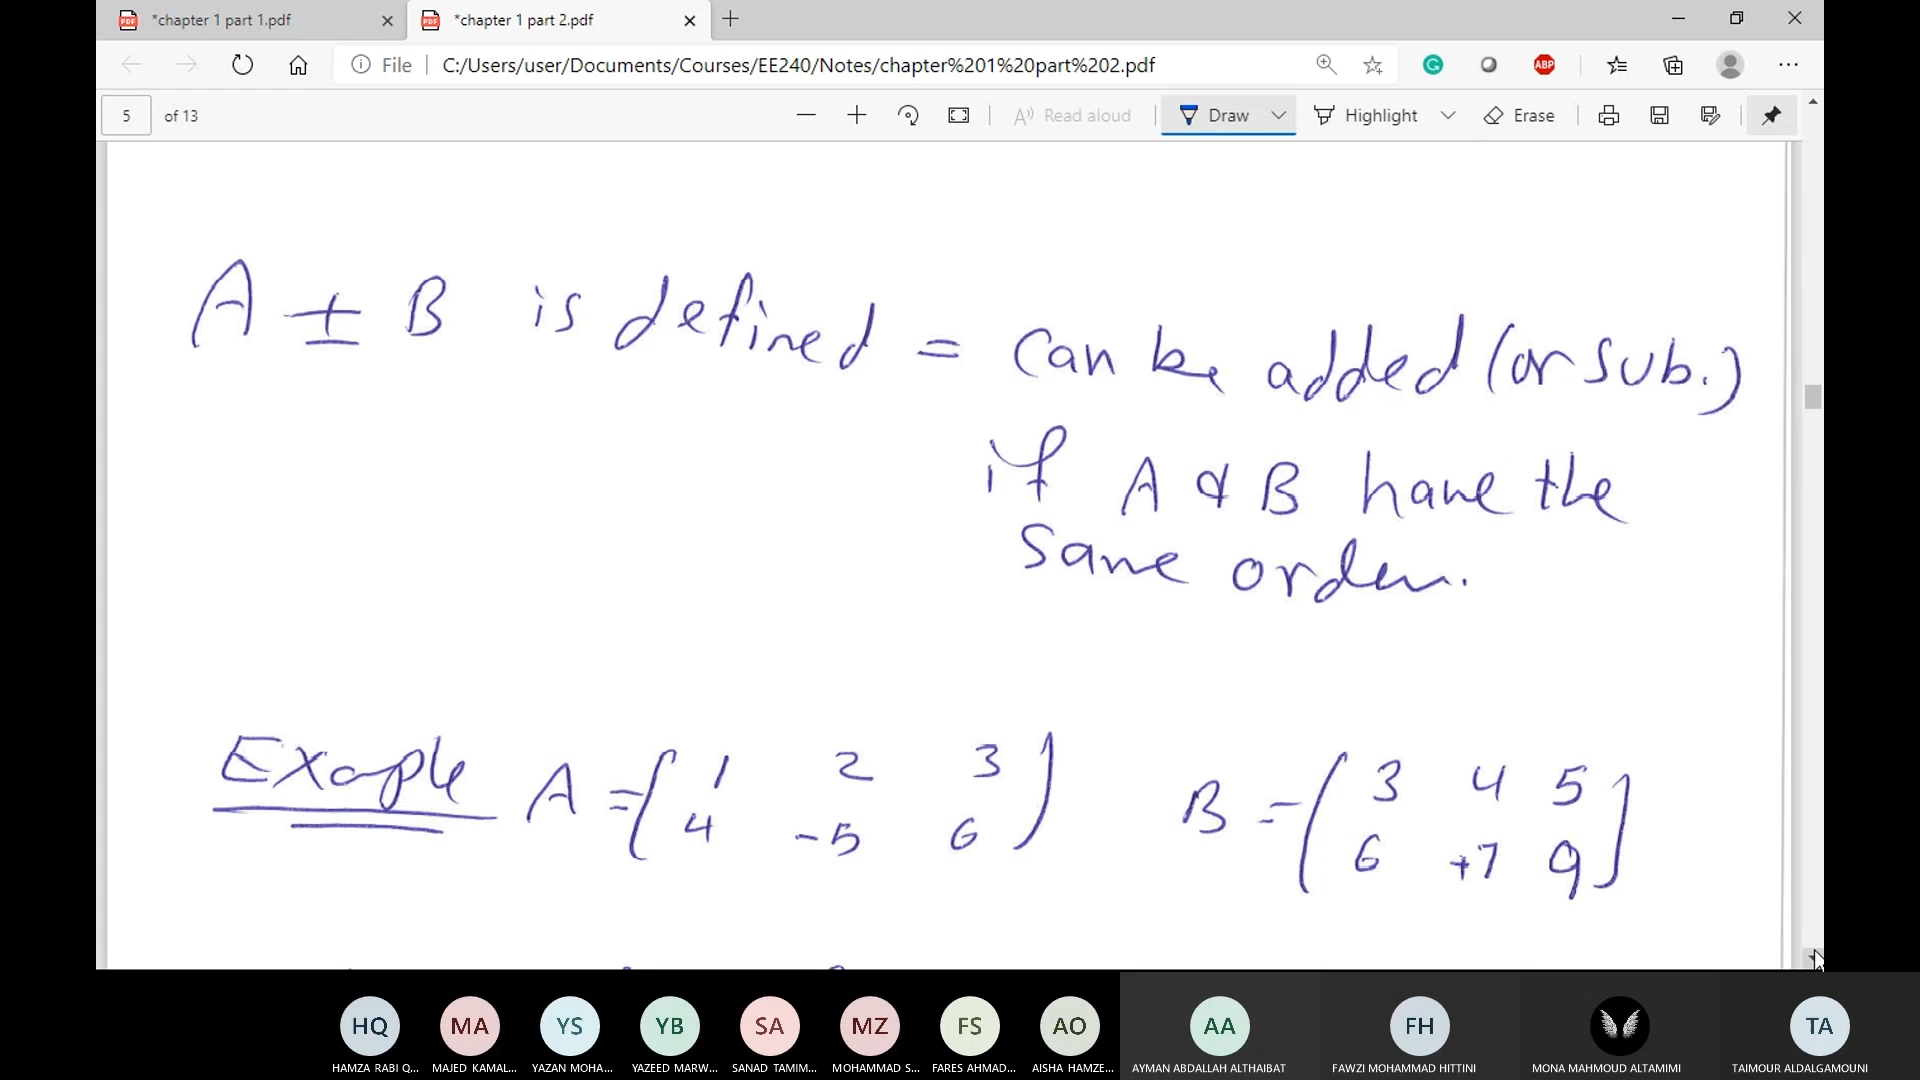 *chapter 1 part 1.pdf
*chapter 1 part 2.pdf
File C:/Users/user/Documents/Courses/EE240/Notes/chapter%201%20part%202.pdf
ABP
5 of 13
Read aloud Draw Highlight Erase
A ± B is defined = can be added (or sub.)
if A & B have the
same order.
Example A = ( 1 2 3
4 -5 6 )
B = ( 3 4 5
6 +7 9 )
HQ MA YS YB SA MZ FS AO AA FH TA
HAMZA RABI Q... MAJED KAMAL... YAZAN MOHA... YAZEED MARW... SANAD TAMIM... MOHAMMAD S... FARES AHMAD... AISHA HAMZE... AYMAN ABDALLAH ALTHAIBAT FAWZI MOHAMMAD HITTINI MONA MAHMOUD ALTAMIMI TAIMOUR ALDALGAMOUNI